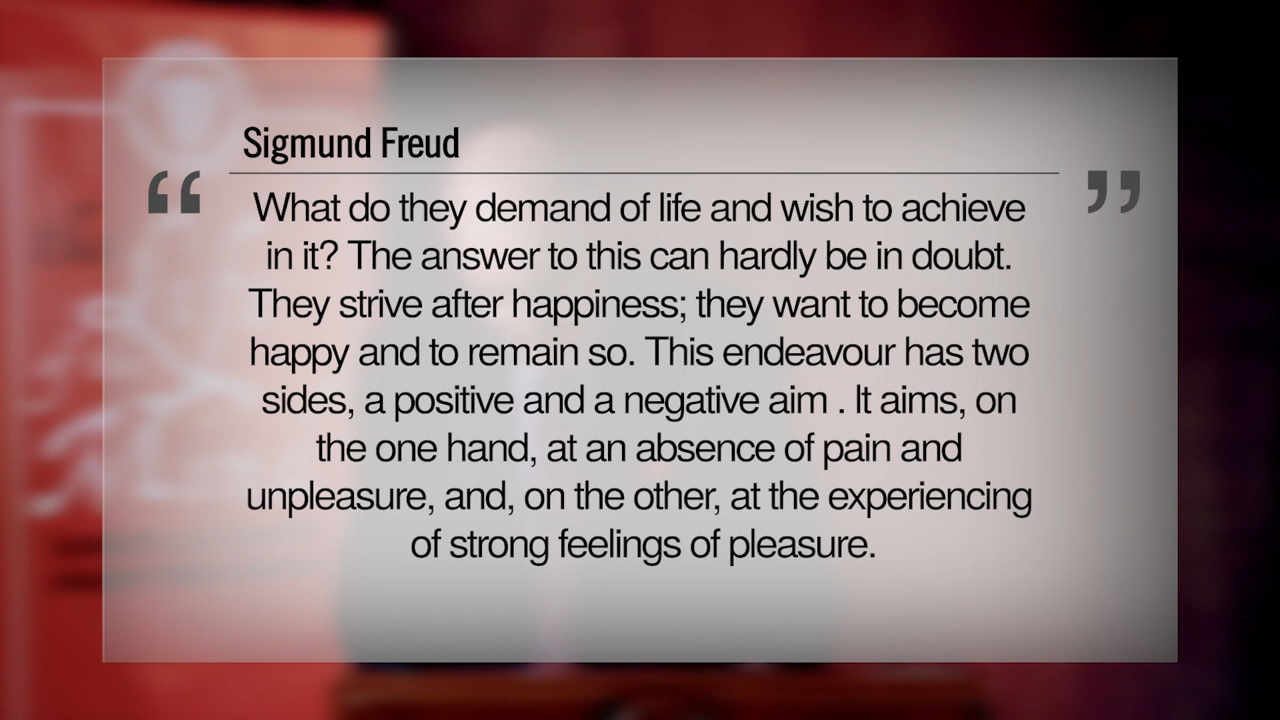 Sigmund Freud
“ What do they demand of life and wish to achieve ”
in it? The answer to this can hardly be in doubt.
They strive after happiness; they want to become
happy and to remain so. This endeavour has two
sides, a positive and a negative aim . It aims, on
the one hand, at an absence of pain and
unpleasure, and, on the other, at the experiencing
of strong feelings of pleasure.